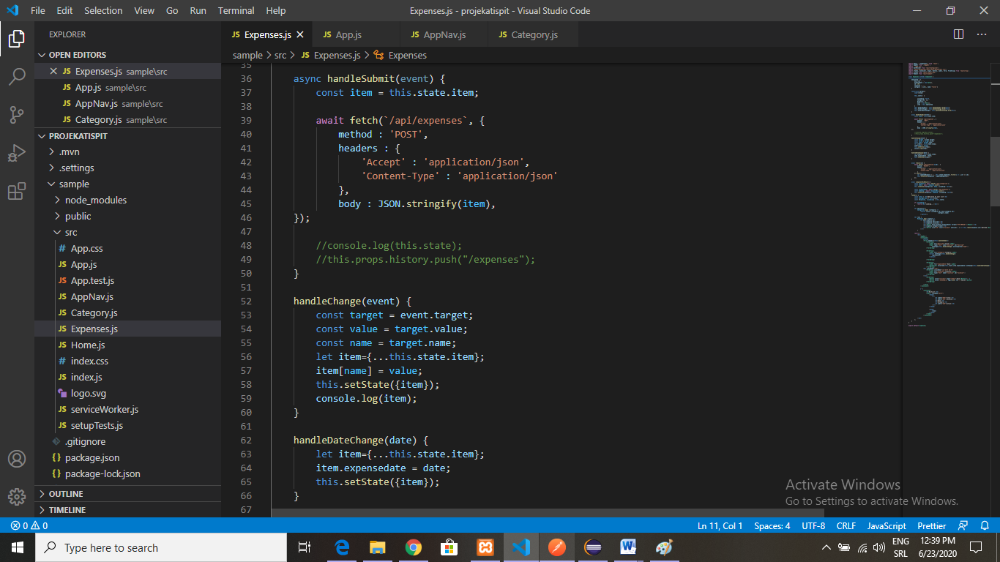 File Edit Selection View Go Run Terminal Help
Expenses.js - projekatispit - Visual Studio Code
EXPLORER
OPEN EDITORS
JS Expenses.js sample\src
JS App.js sample\src
JS AppNav.js sample\src
JS Category.js sample\src
PROJEKATISPIT
.mvn
.settings
sample
node_modules
public
src
# App.css
JS App.js
JS App.test.js
JS AppNav.js
JS Category.js
JS Expenses.js
JS Home.js
# index.css
JS index.js
logo.svg
JS serviceWorker.js
JS setupTests.js
.gitignore
{} package.json
{} package-lock.json
OUTLINE
TIMELINE
JS Expenses.js JS App.js JS AppNav.js JS Category.js
sample > src > JS Expenses.js > Expenses
35
36 async handleSubmit(event) {
37 const item = this.state.item;
38
39 await fetch(`/api/expenses`, {
40 method : 'POST',
41 headers : {
42 'Accept' : 'application/json',
43 'Content-Type' : 'application/json'
44 },
45 body : JSON.stringify(item),
46 });
47
48 //console.log(this.state);
49 //this.props.history.push("/expenses");
50 }
51
52 handleChange(event) {
53 const target = event.target;
54 const value = target.value;
55 const name = target.name;
56 let item={...this.state.item};
57 item[name] = value;
58 this.setState({item});
59 console.log(item);
60 }
61
62 handleDateChange(date) {
63 let item={...this.state.item};
64 item.expensedate = date;
65 this.setState({item});
66 }
67
Activate Windows
Go to Settings to activate Windows.
0 0
Ln 11, Col 1 Spaces: 4 UTF-8 CRLF JavaScript Prettier
Type here to search
ENG
SRL
12:39 PM
6/23/2020